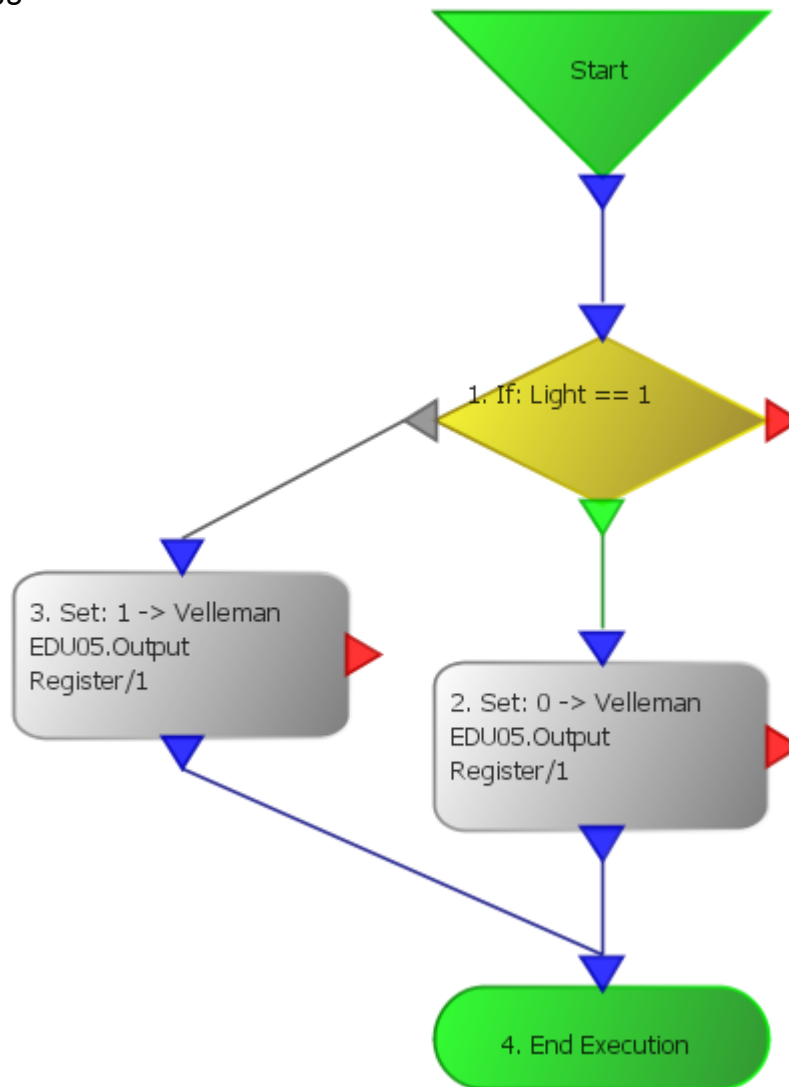 Start
1. If: Light == 1
3. Set: 1 -> Velleman
EDU05.Output
Register/1
2. Set: 0 -> Velleman
EDU05.Output
Register/1
4. End Execution